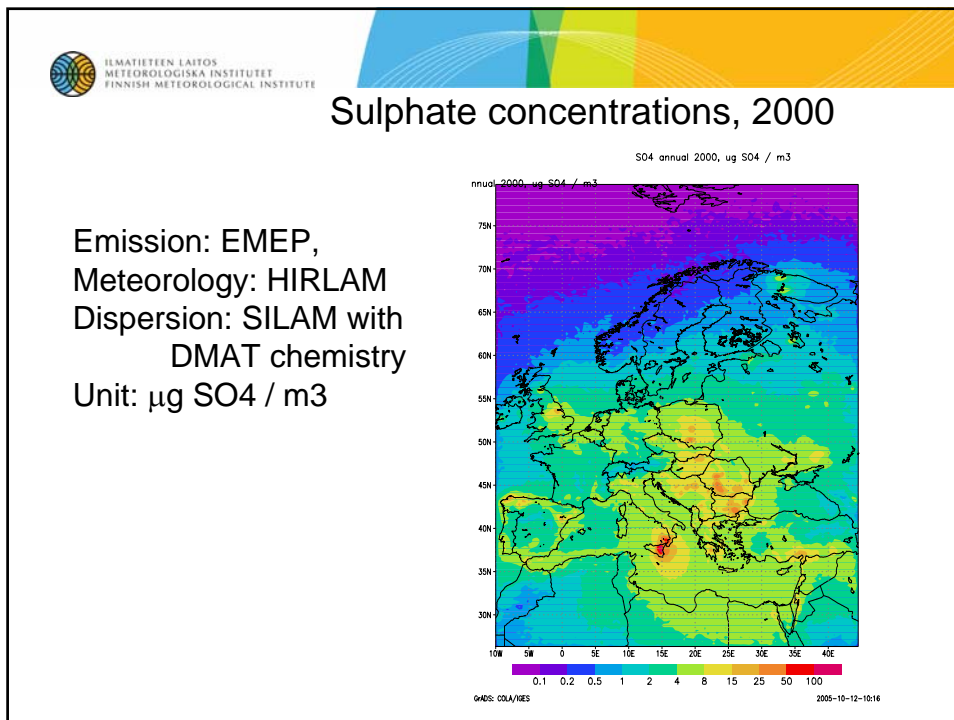 ILMATIETEEN LAITOS
METEOROLOGISKA INSTITUTET
FINNISH METEOROLOGICAL INSTITUTE
Sulphate concentrations, 2000
SO4 annual 2000, ug SO4 / m3
nnual 2000, ug SO4 / m3
Emission: EMEP,
Meteorology: HIRLAM
Dispersion: SILAM with
DMAT chemistry
Unit: μg SO4 / m3
75N
70N
65N
60N
55N
50N
45N
40N
35N
30N
10W 5W 0 5E 10E 15E 20E 25E 30E 35E 40E
0.1 0.2 0.5 1 2 4 8 15 25 50 100
GrADS: COLA/IGES 2005-10-12-10:16